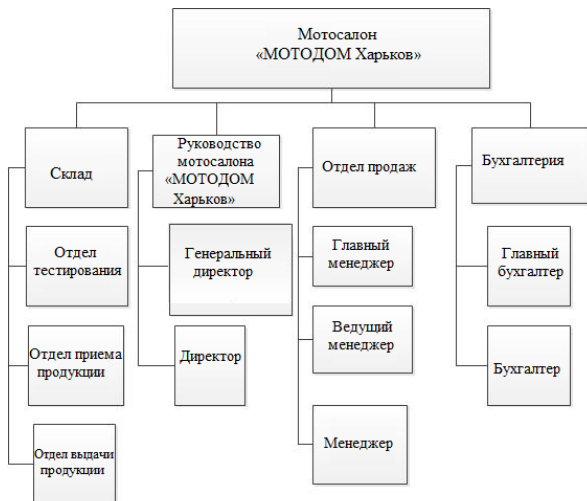 Мотосалон
«МОТОДОМ Харьков»
Склад
Руководство
мотосалона
«МОТОДОМ
Харьков»
Отдел продаж
Бухгалтерия
Отдел
тестирования
Генеральный
директор
Главный
менеджер
Главный
бухгалтер
Отдел приема
продукции
Директор
Ведущий
менеджер
Бухгалтер
Отдел выдачи
продукции
Менеджер